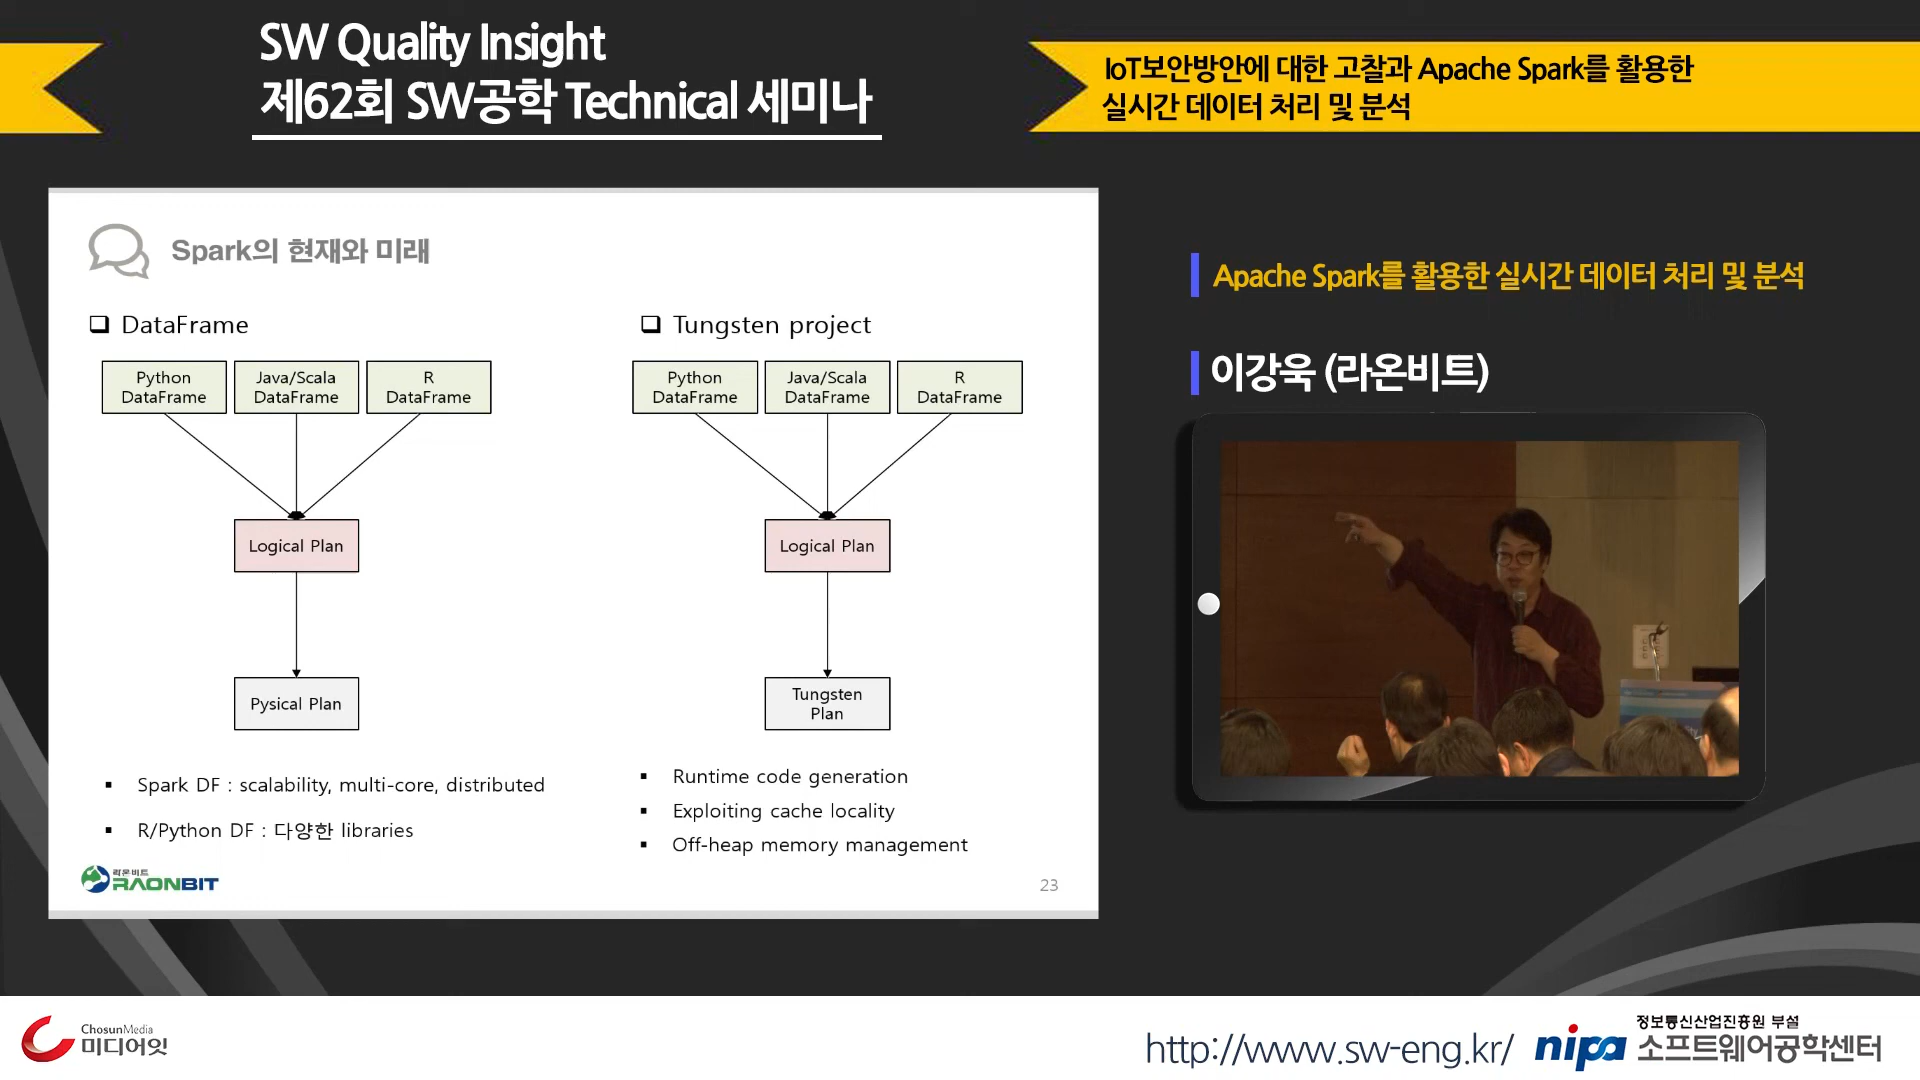 SW Quality Insight
제62회 SW공학 Technical 세미나
IoT보안방안에 대한 고찰과 Apache Spark를 활용한
실시간 데이터 처리 및 분석
Spark의 현재와 미래
DataFrame
Python
DataFrame
Java/Scala
DataFrame
R
DataFrame
Logical Plan
Pysical Plan
Spark DF : scalability, multi-core, distributed
R/Python DF : 다양한 libraries
Tungsten project
Python
DataFrame
Java/Scala
DataFrame
R
DataFrame
Logical Plan
Tungsten
Plan
Runtime code generation
Exploiting cache locality
Off-heap memory management
라온비트
RAONBIT
23
Apache Spark를 활용한 실시간 데이터 처리 및 분석
이강욱 (라온비트)
ChosunMedia
미디어잇
http://www.sw-eng.kr/
nipa
정보통신산업진흥원 부설
소프트웨어공학센터